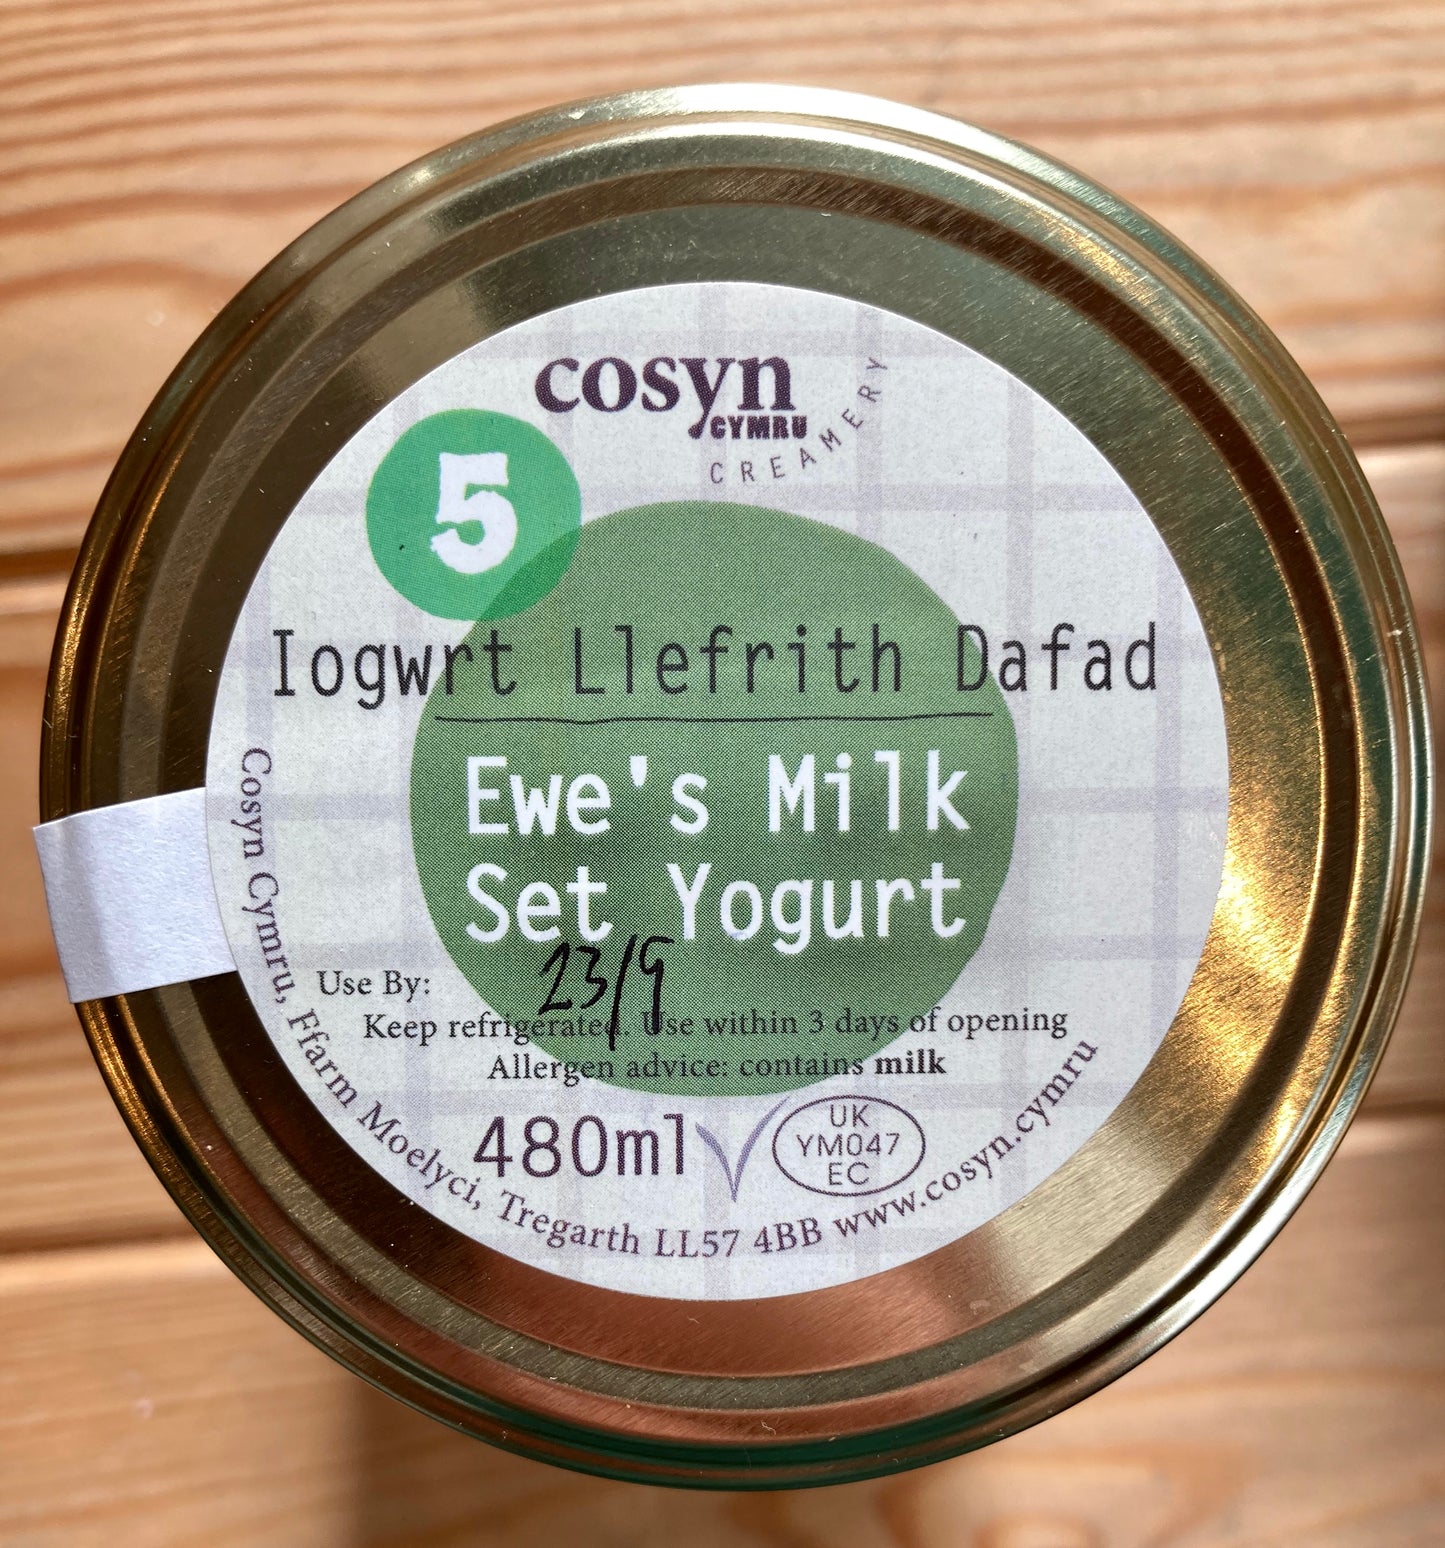 cosyn
CYMRU
CREAMERY
5
Iogwrt Llefrith Dafad
Ewe's Milk
Set Yogurt
Use By: 23/9
Keep refrigerated. Use within 3 days of opening
Allergen advice: contains milk
480ml
UK
YM047
EC
Cosyn Cymru, Ffarm Moelyci, Tregarth LL57 4BB www.cosyn.cymru